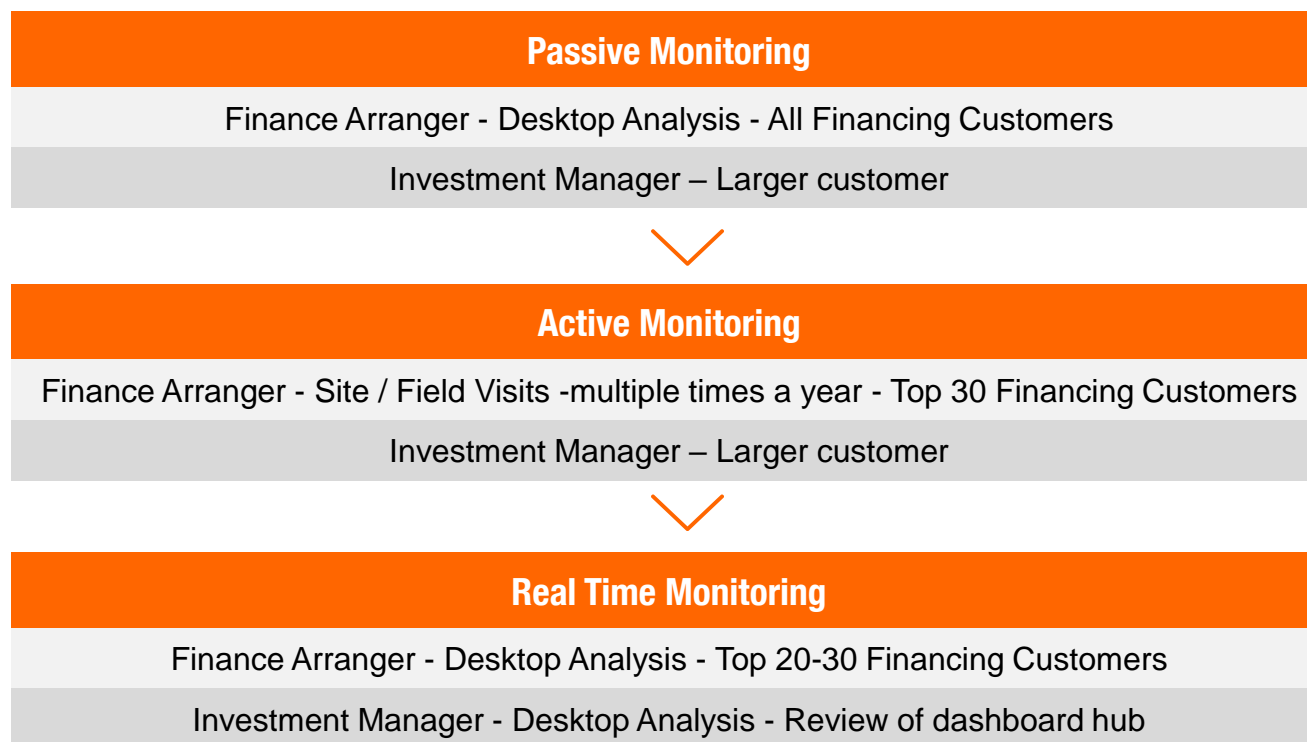 Passive Monitoring
Finance Arranger - Desktop Analysis - All Financing Customers
Investment Manager – Larger customer
Active Monitoring
Finance Arranger - Site / Field Visits -multiple times a year - Top 30 Financing Customers
Investment Manager – Larger customer
Real Time Monitoring
Finance Arranger - Desktop Analysis - Top 20-30 Financing Customers
Investment Manager - Desktop Analysis - Review of dashboard hub